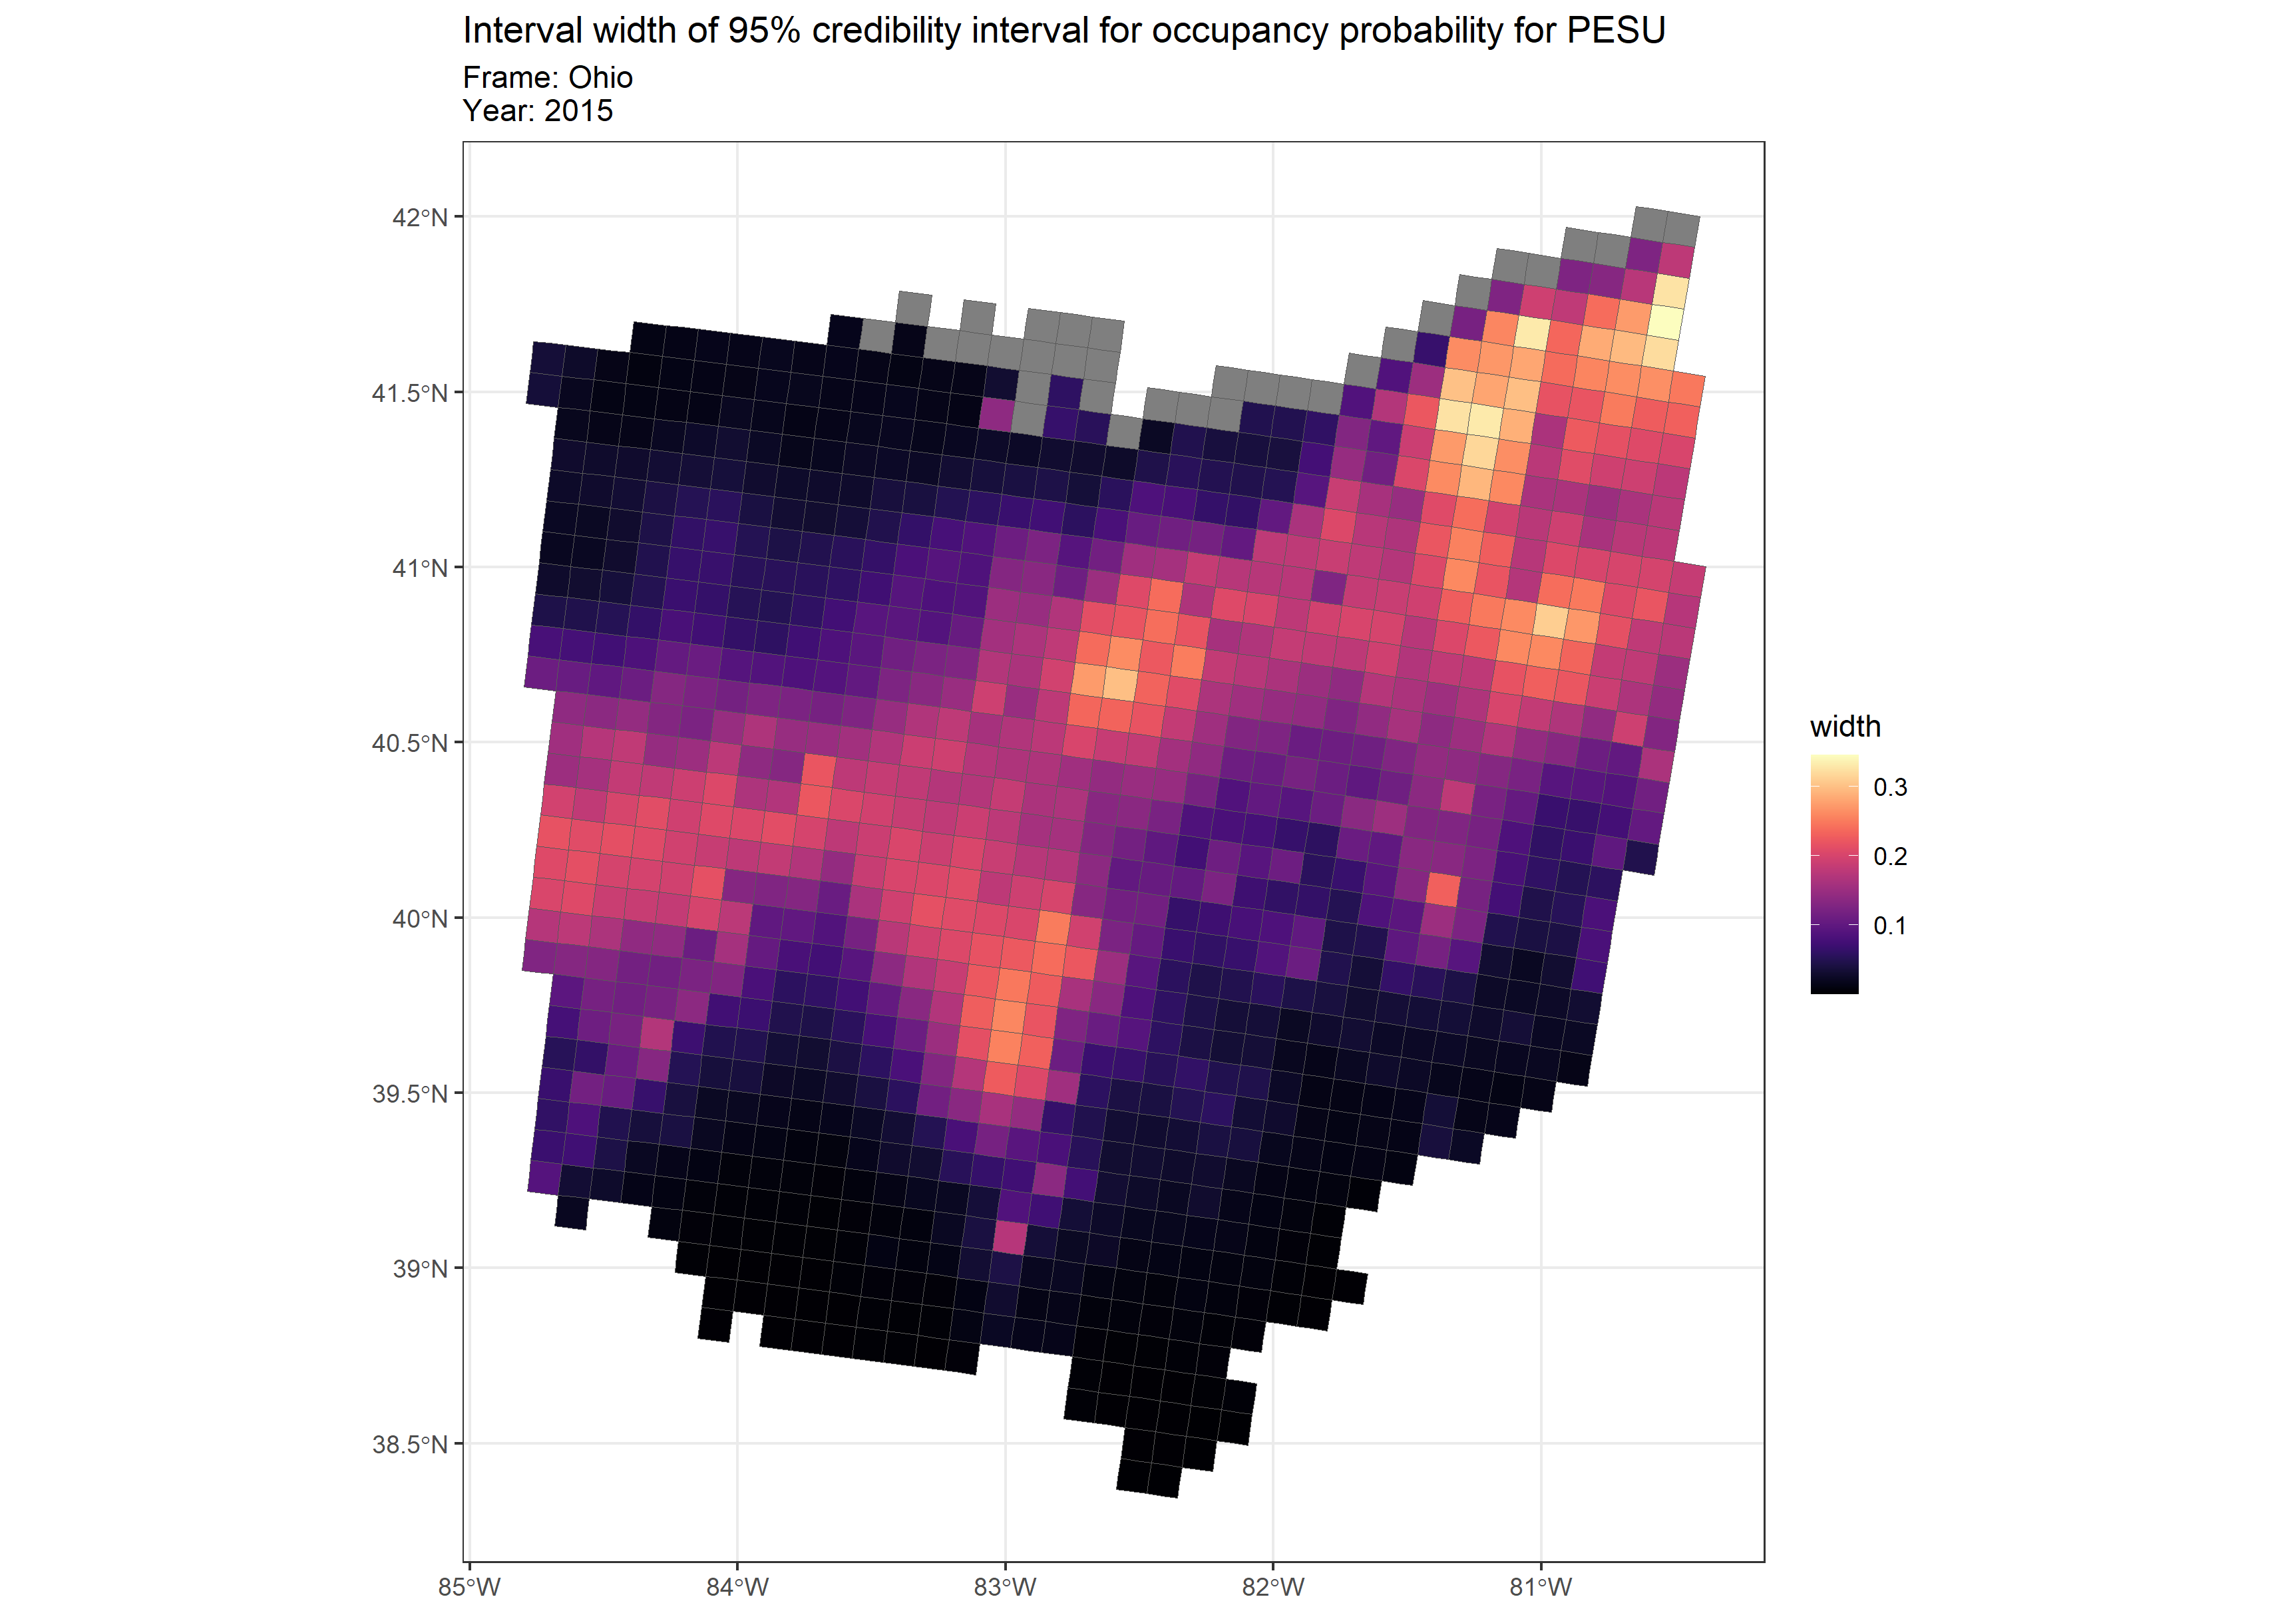 Interval width of 95% credibility interval for occupancy probability for PESU
Frame: Ohio
Year: 2015
42°N
41.5°N
41°N
40.5°N
40°N
39.5°N
39°N
38.5°N
85°W
84°W
83°W
82°W
81°W
width
0.3
0.2
0.1